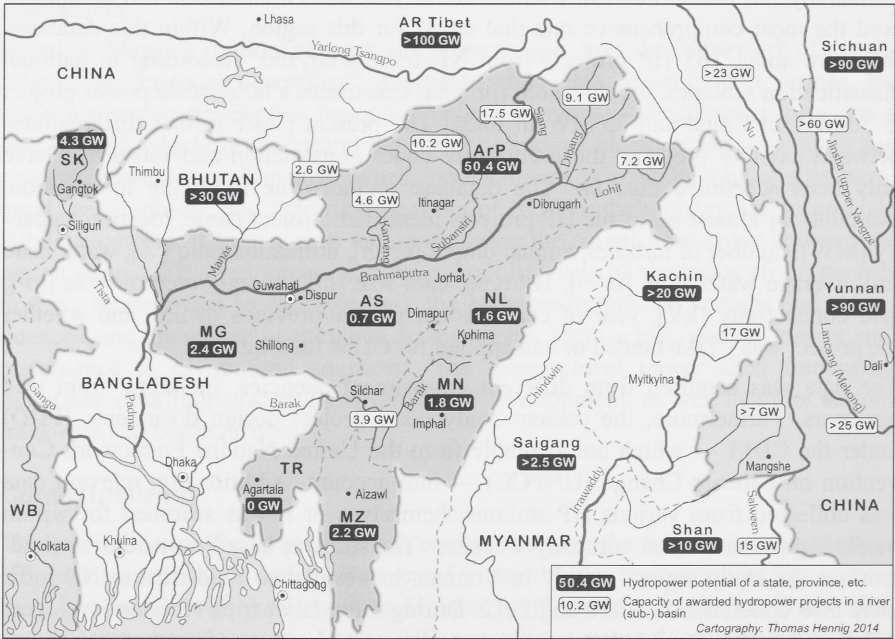 Lhasa
AR Tibet
>100 GW
Yarlong Tsangpo
CHINA
Sichuan
>90 GW
>23 GW
Nu
>60 GW
Jinsha (upper Yangtze)
4.3 GW
SK
Gangtok
Siliguri
Thimbu
BHUTAN
>30 GW
2.6 GW
17.5 GW
Siang
9.1 GW
Dibang
10.2 GW
ArP
50.4 GW
7.2 GW
Lohit
4.6 GW
Itinagar
Dibrugarh
Kameng
Subansiri
Manas
Tista
Brahmaputra
Guwahati
Dispur
Jorhat
AS
0.7 GW
NL
1.6 GW
Dimapur
Kohima
MG
2.4 GW
Shillong
Kachin
>20 GW
Yunnan
>90 GW
17 GW
Lancang (Mekong)
Dali
Myitkyina
Chindwin
BANGLADESH
Ganga
Padma
Barak
Silchar
Barak
MN
1.8 GW
Imphal
3.9 GW
>7 GW
>25 GW
Dhaka
TR
Agartala
0 GW
Aizawl
MZ
2.2 GW
Saigang
>2.5 GW
Irrawaddy
Mangshe
Salween
CHINA
WB
Kolkata
Khulna
Chittagong
MYANMAR
Shan
>10 GW
15 GW
50.4 GW Hydropower potential of a state, province, etc.
10.2 GW Capacity of awarded hydropower projects in a river
(sub-) basin
Cartography: Thomas Hennig 2014